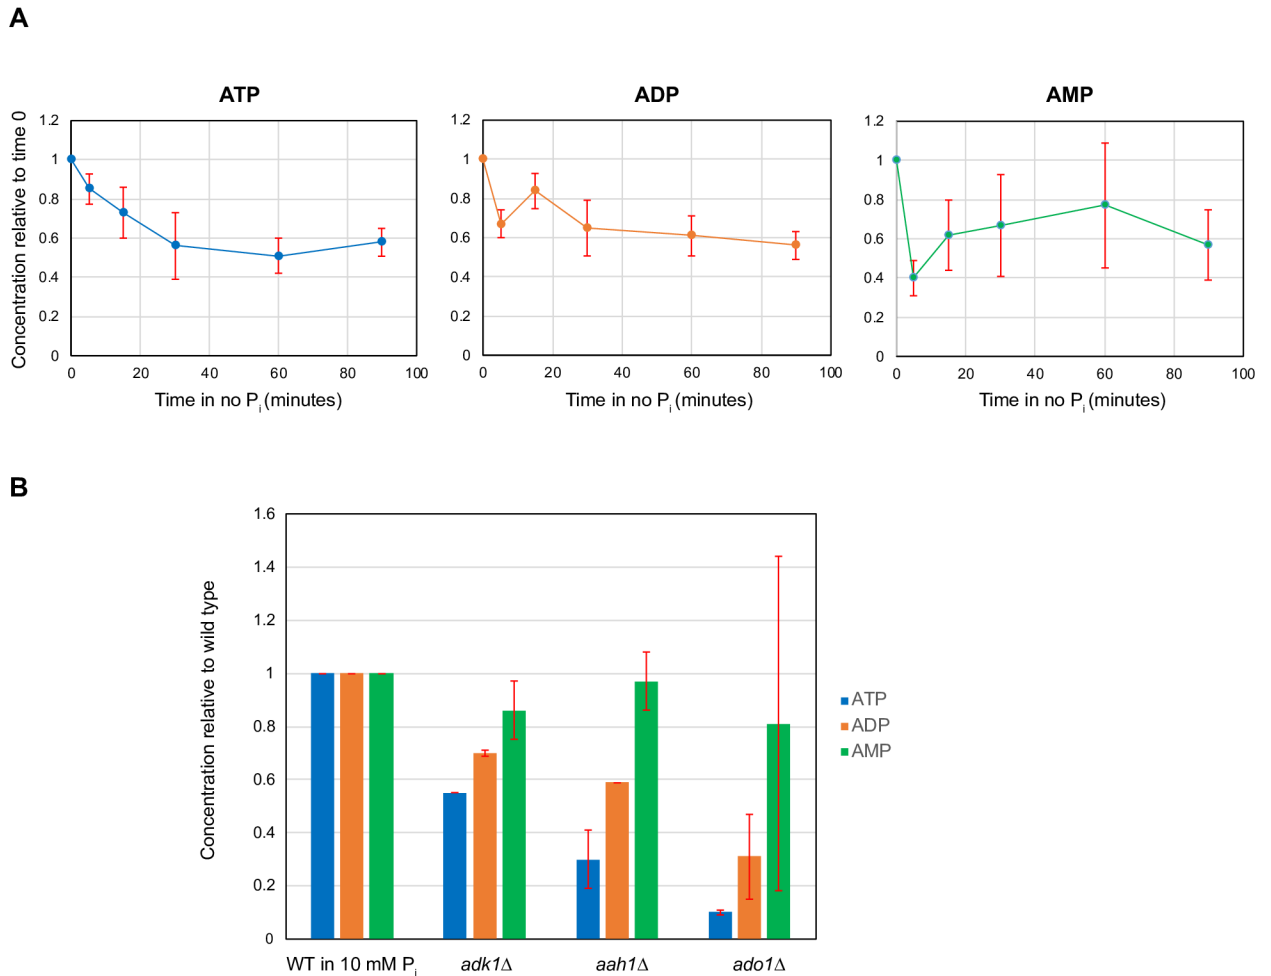 A
ATP
ADP
AMP
Concentration relative to time 0
1.2
1
0.8
0.6
0.4
0.2
0
0 20 40 60 80 100
Time in no Pi (minutes)
1.2
1
0.8
0.6
0.4
0.2
0
0 20 40 60 80 100
Time in no Pi (minutes)
1.2
1
0.8
0.6
0.4
0.2
0
0 20 40 60 80 100
Time in no Pi (minutes)
B
Concentration relative to wild type
1.6
1.4
1.2
1
0.8
0.6
0.4
0.2
0
WT in 10 mM Pi adk1Δ aah1Δ ado1Δ
ATP
ADP
AMP